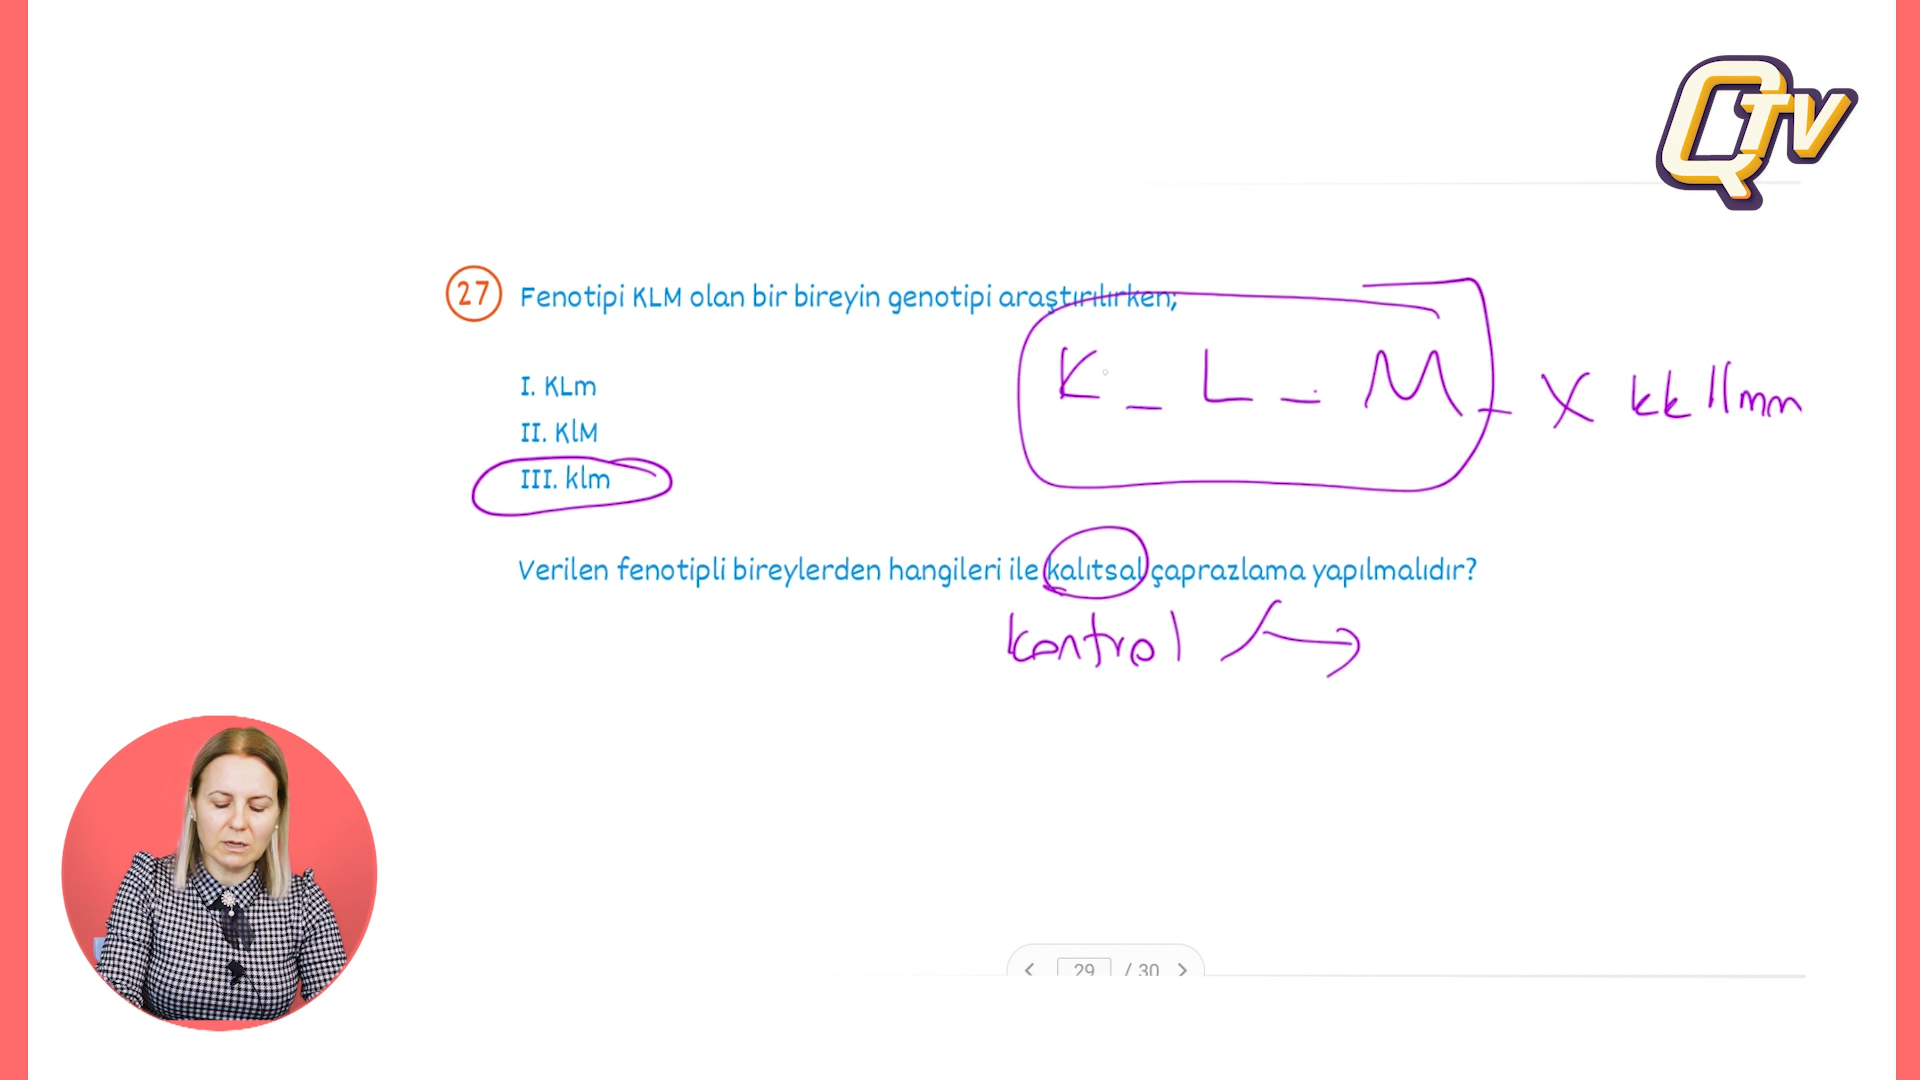 QTV
27 Fenotipi KLM olan bir bireyin genotipi araştırılırken;
K _ L _ M _ X kk ll mm
I. KLm
II. KlM
III. klm
Verilen fenotipli bireylerden hangileri ile kalıtsal çaprazlama yapılmalıdır?
kontrol
29 / 30